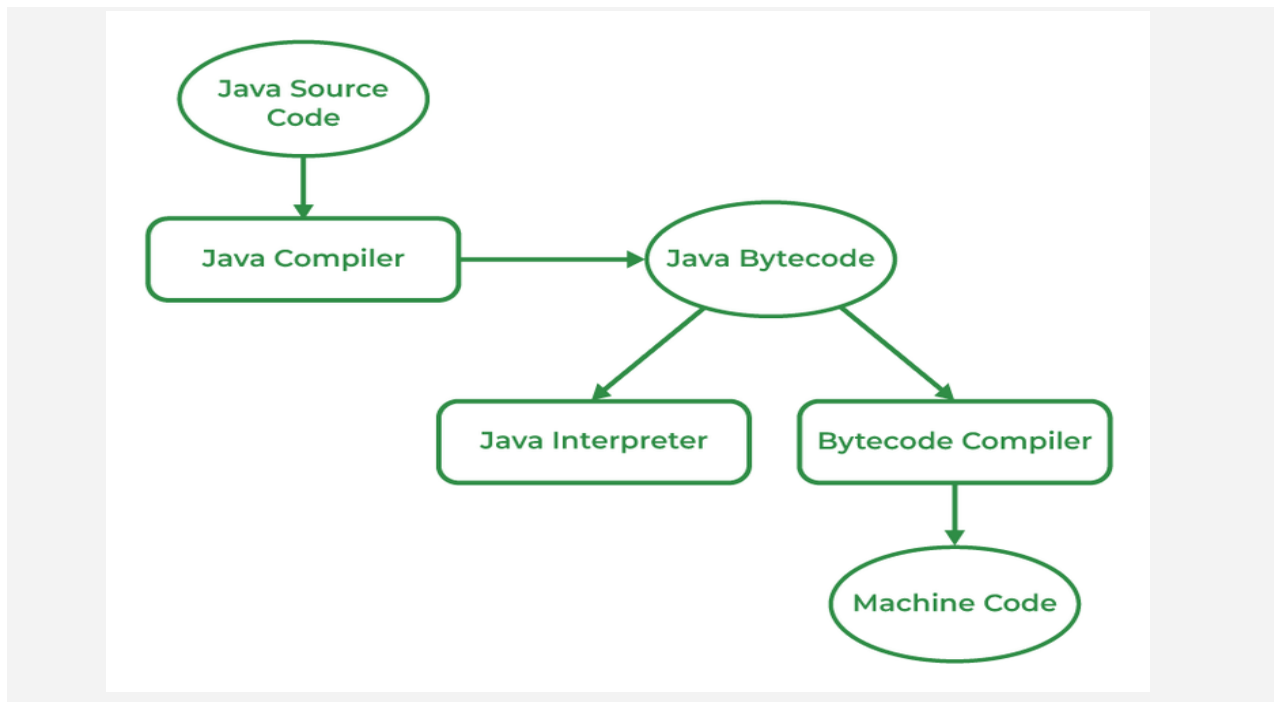 Java Source
Code
Java Compiler
Java Bytecode
Java Interpreter
Bytecode Compiler
Machine Code